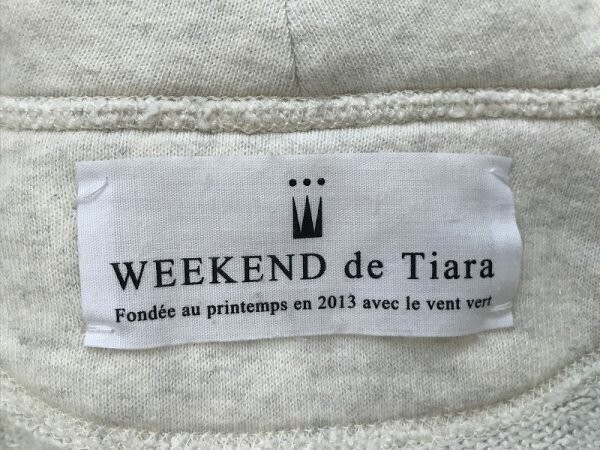 WEEKEND de Tiara
Fondée au printemps en 2013 avec le vent vert